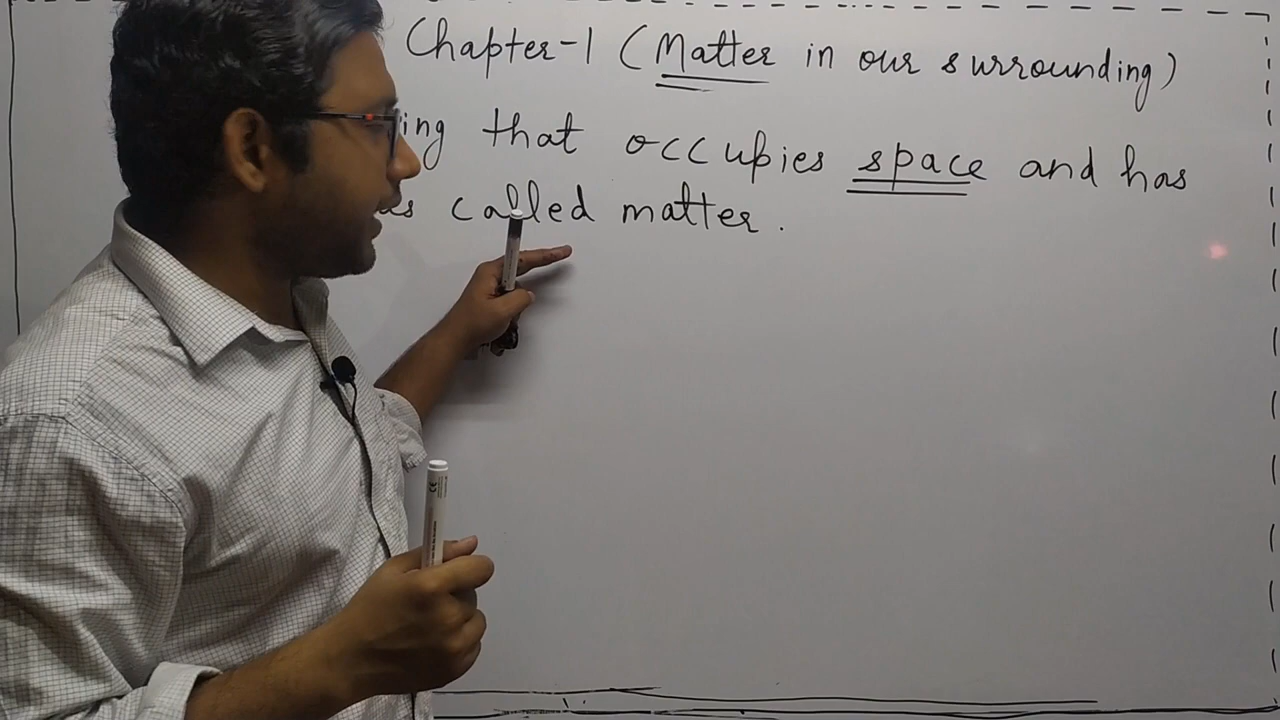 Chapter-1 (Matter in our surrounding)
ing that occupies space and has
called matter.